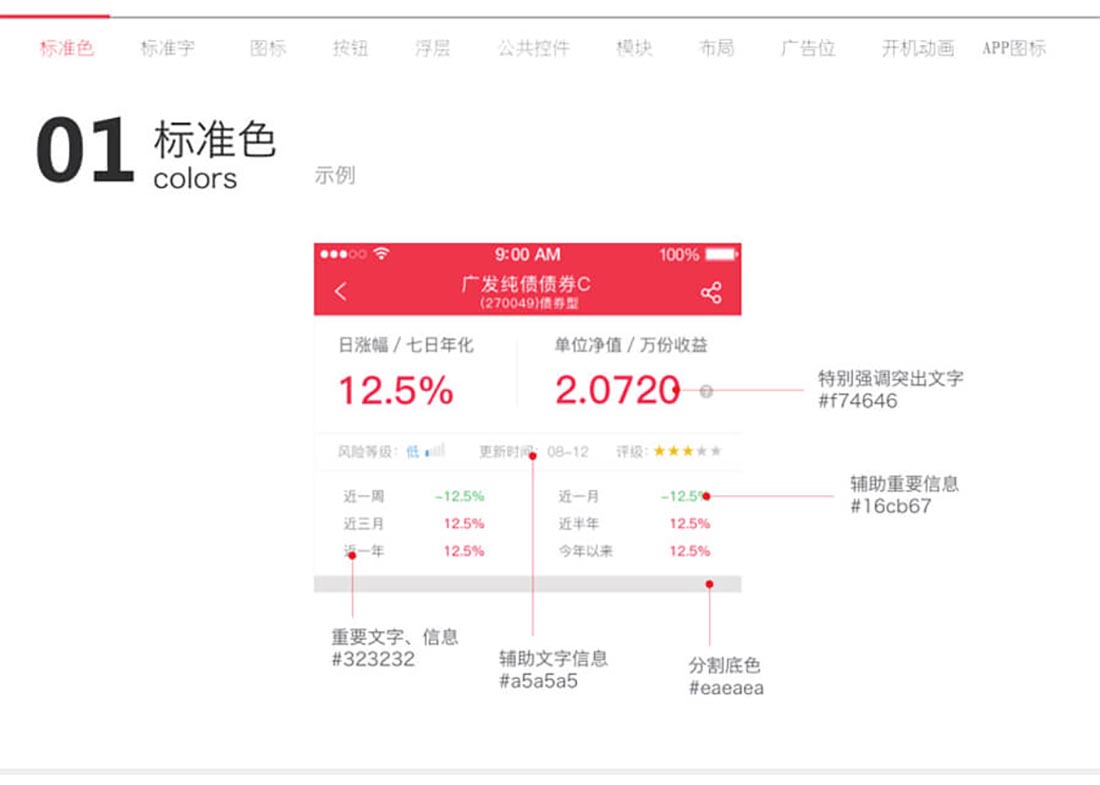 标准色 标准字 图标 按钮 浮层 公共控件 模块 布局 广告位 开机动画 APP图标
01 标准色
colors
示例
9:00 AM 100%
广发纯债债券C
(270049)债券型
日涨幅 / 七日年化 单位净值 / 万份收益
12.5% 2.0720 ?
特别强调突出文字
#f74646
风险等级: 低 更新时间: 08-12 评级:
近一周 -12.5% 近一月 -12.5%
近三月 12.5% 近半年 12.5%
近一年 12.5% 今年以来 12.5%
辅助重要信息
#16cb67
重要文字、信息
#323232
辅助文字信息
#a5a5a5
分割底色
#eaeaea